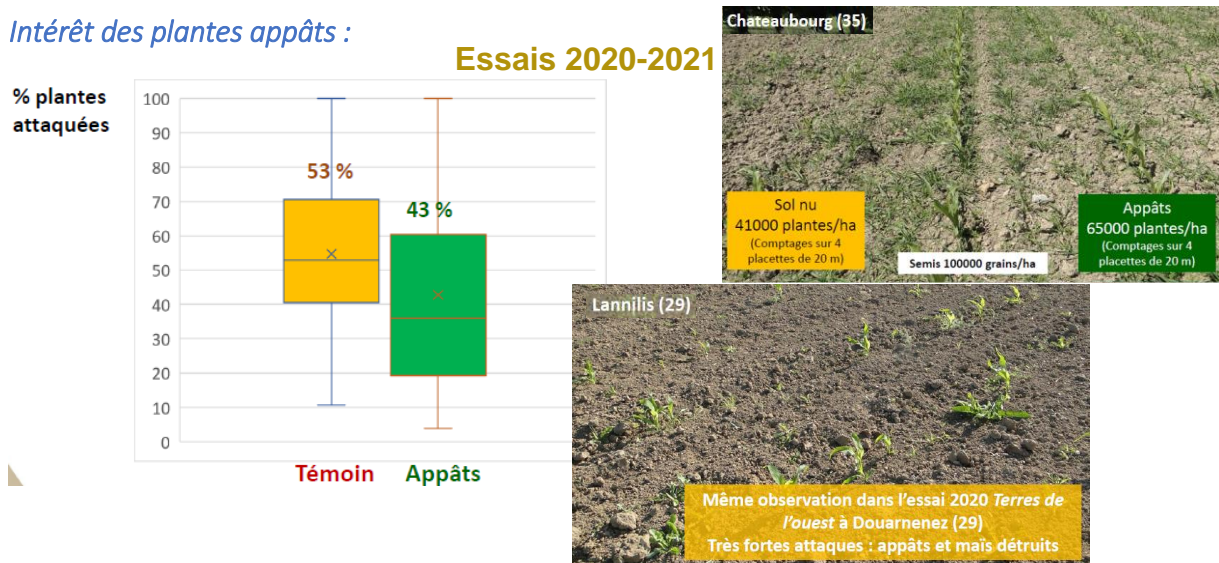 Intérêt des plantes appâts :
Essais 2020-2021
% plantes
attaquées
100
90
80
70
60
50
40
30
20
10
0
53 %
43 %
Témoin
Appâts
Chateaubourg (35)
Sol nu
41000 plantes/ha
(Comptages sur 4
placettes de 20 m)
Semis 100000 grains/ha
Appâts
65000 plantes/ha
(Comptages sur 4
placettes de 20 m)
Lannilis (29)
Même observation dans l'essai 2020 Terres de
l'ouest à Douarnenez (29)
Très fortes attaques : appâts et maïs détruits